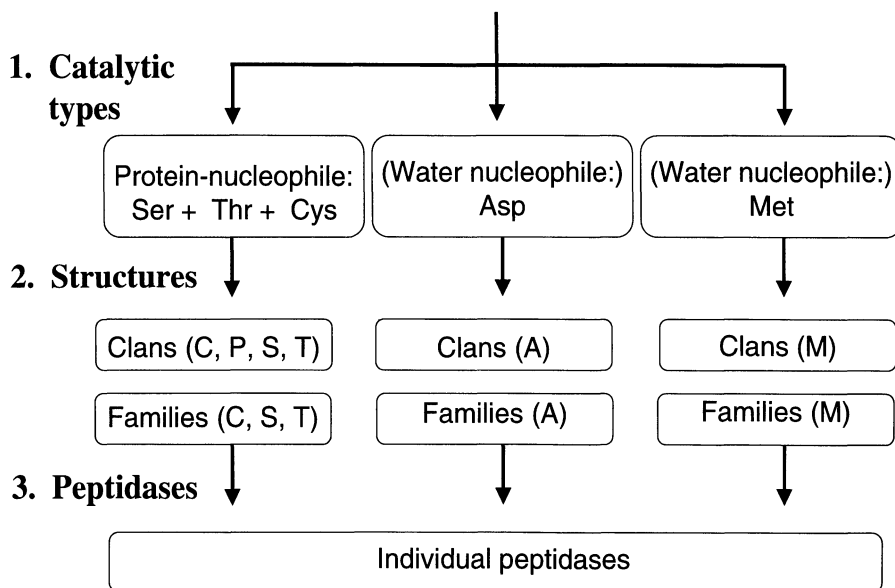 1. Catalytic
types
Protein-nucleophile:
Ser + Thr + Cys
(Water nucleophile:)
Asp
(Water nucleophile:)
Met
2. Structures
Clans (C, P, S, T)
Clans (A)
Clans (M)
Families (C, S, T)
Families (A)
Families (M)
3. Peptidases
Individual peptidases